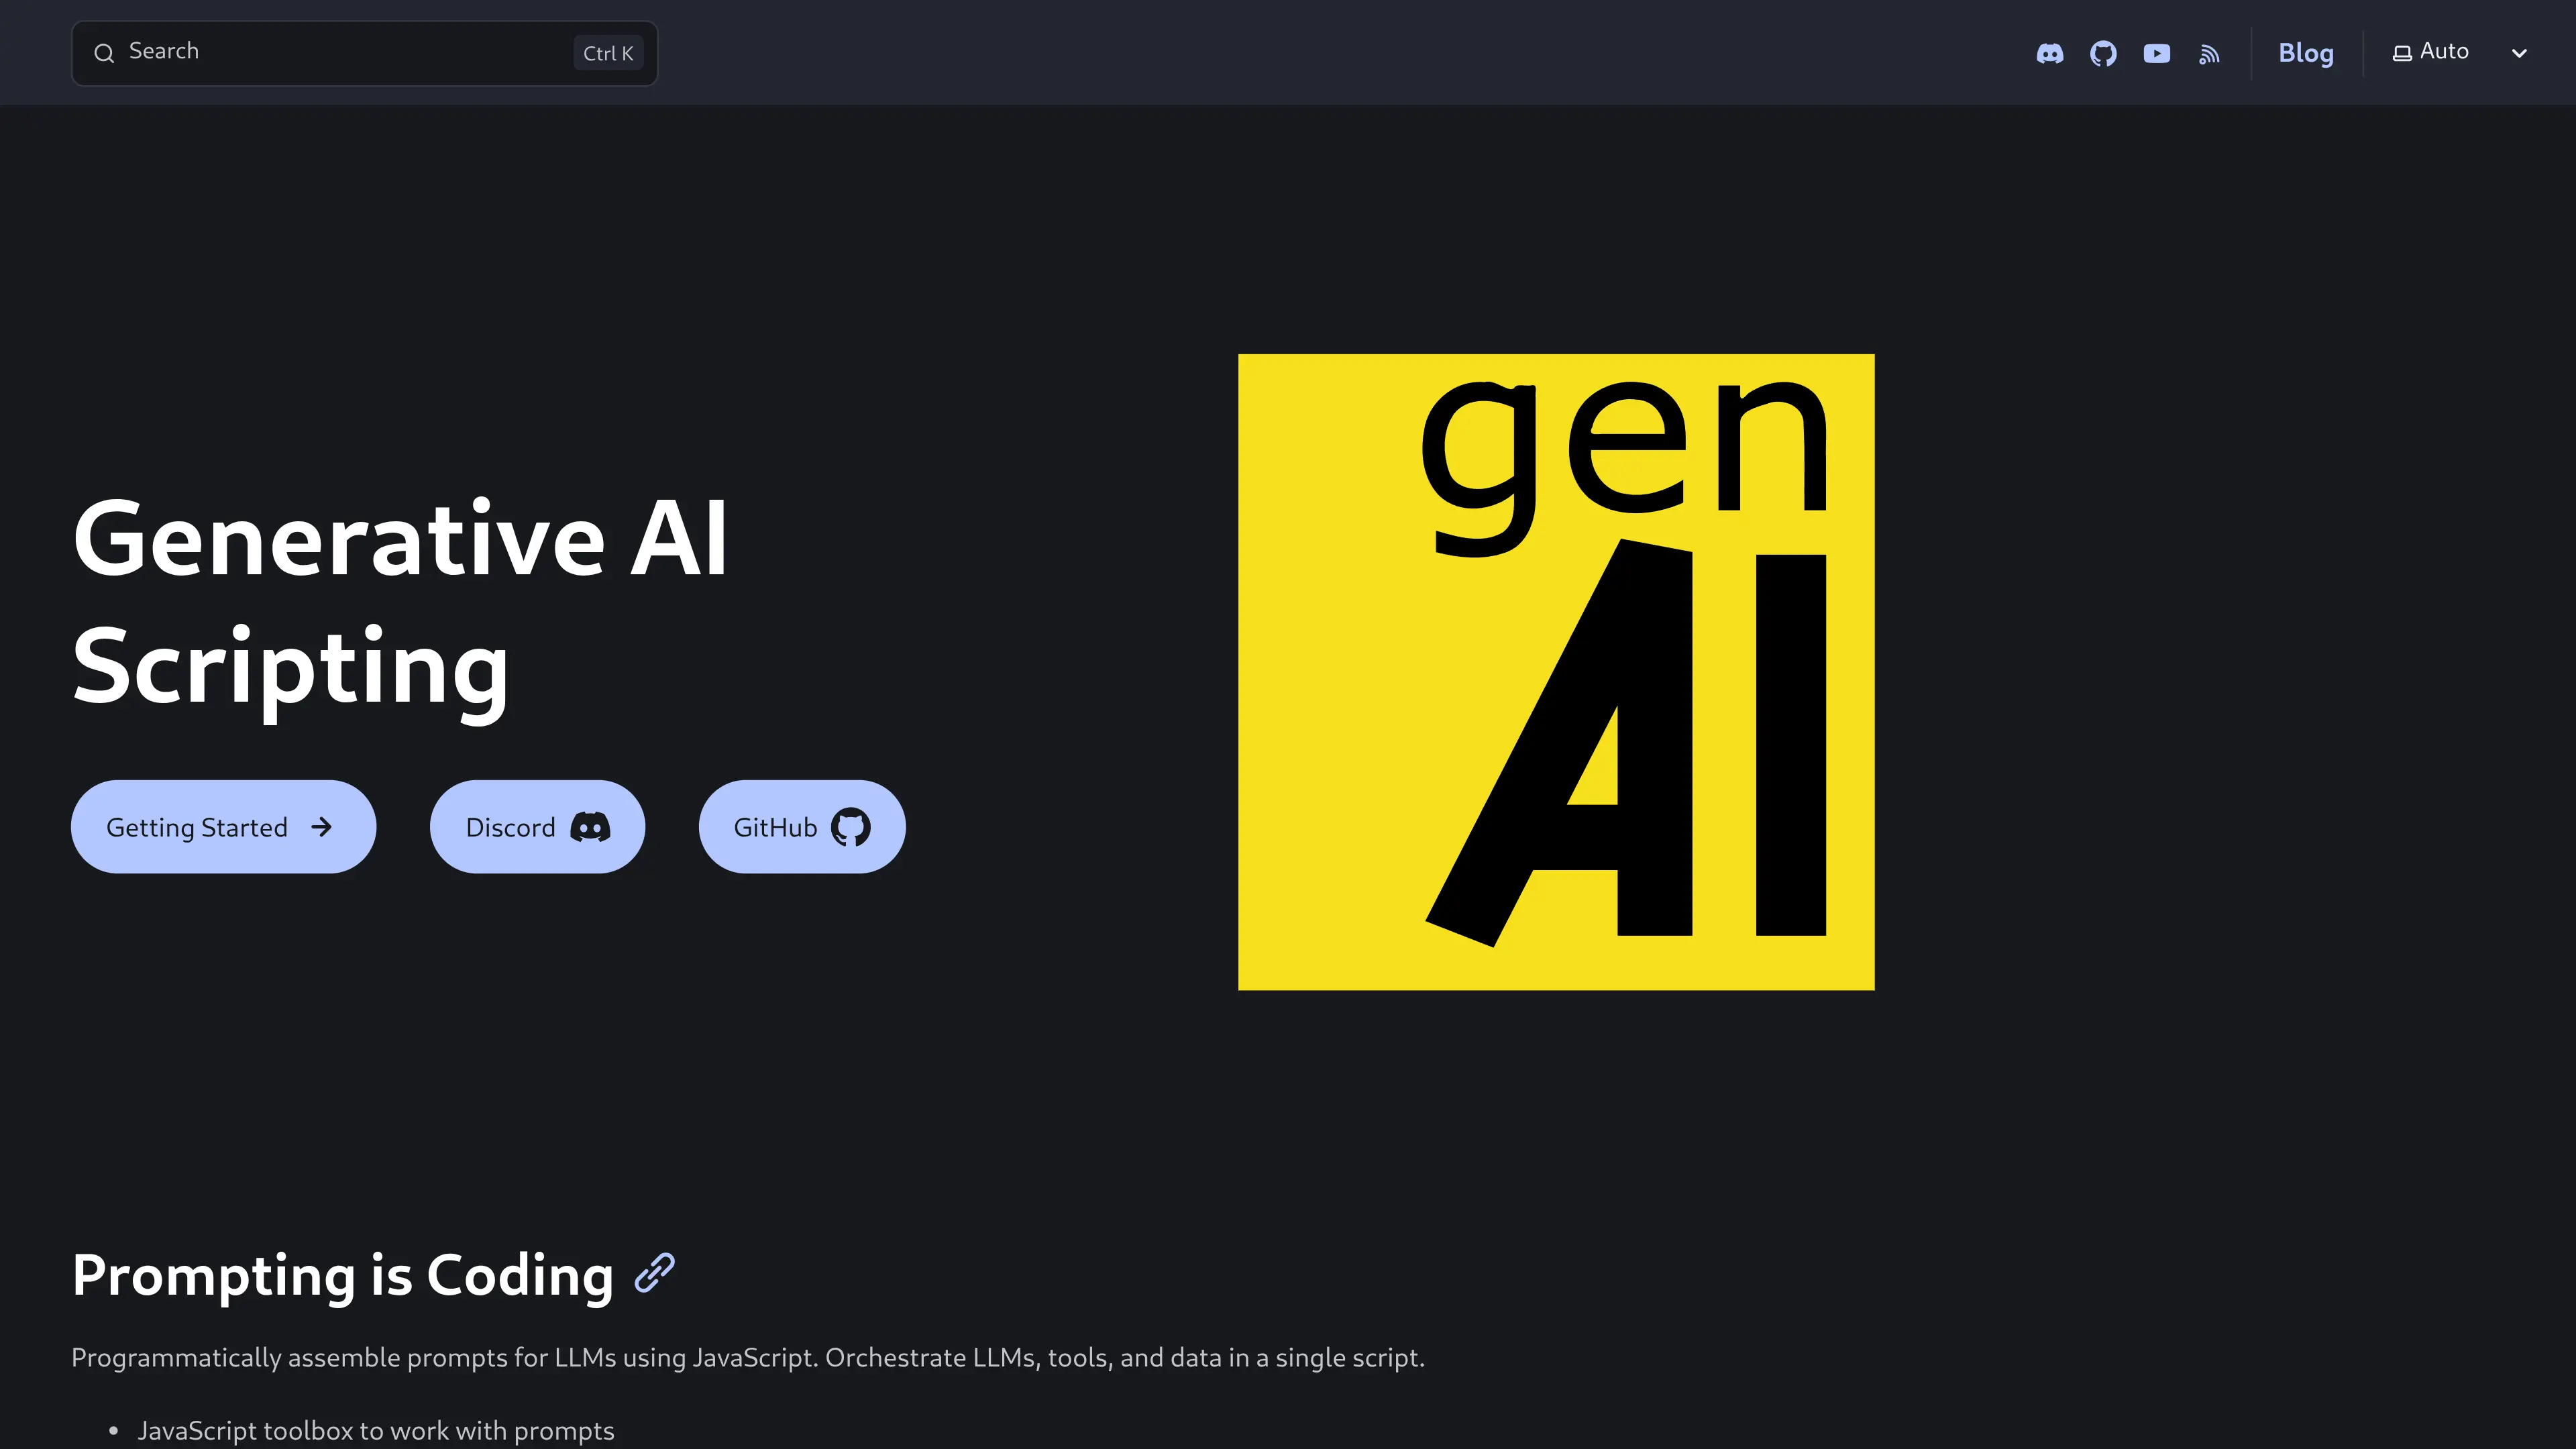 Search
Ctrl K
Blog
Auto
gen
AI
Generative AI
Scripting
Getting Started
Discord
GitHub
Prompting is Coding
Programmatically assemble prompts for LLMs using JavaScript. Orchestrate LLMs, tools, and data in a single script.
• JavaScript toolbox to work with prompts